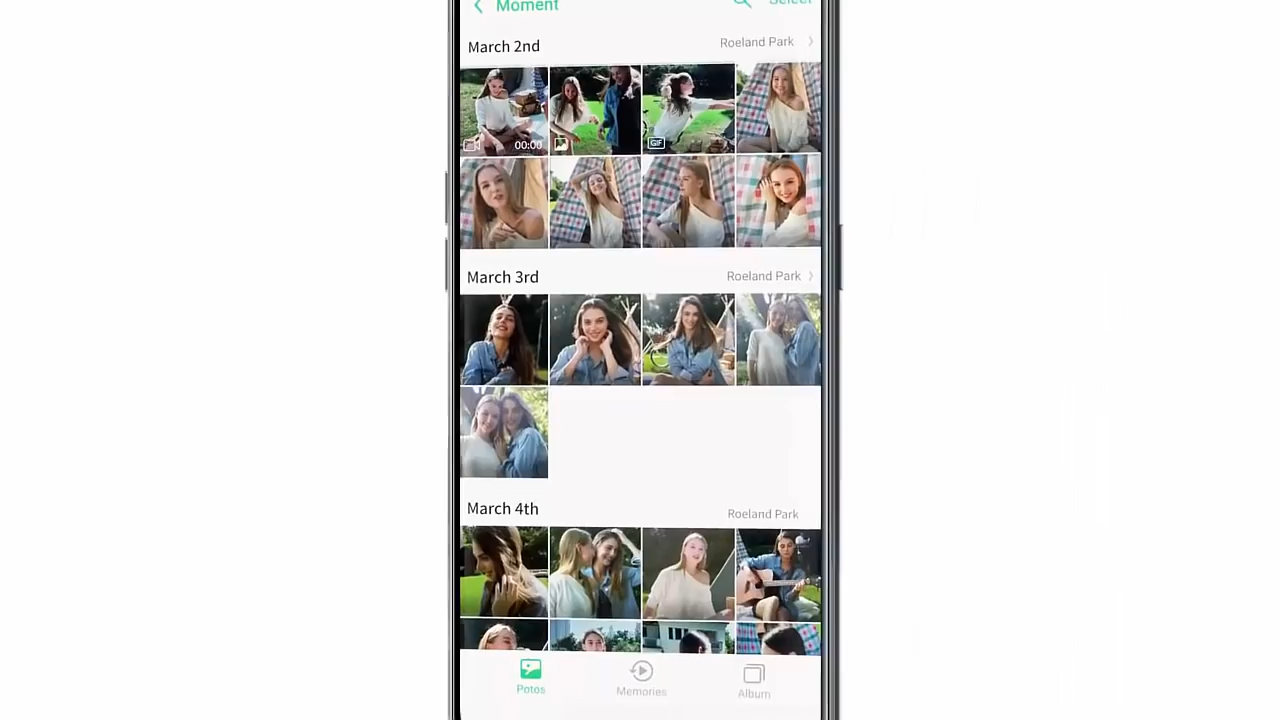 Moment
Select
March 2nd
Roeland Park
00:00
GIF
March 3rd
Roeland Park
March 4th
Roeland Park
Potos
Memories
Album